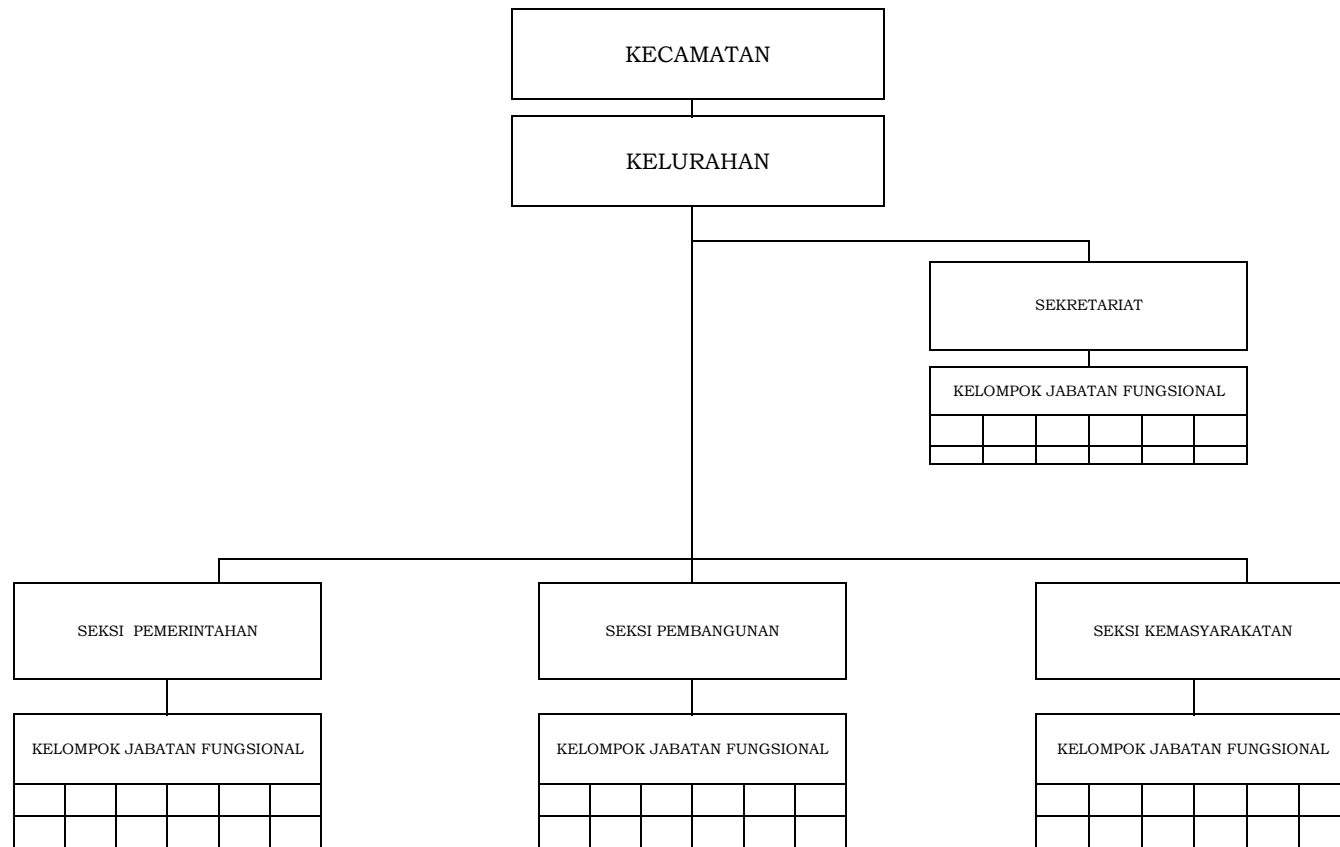 KECAMATAN
KELURAHAN
SEKRETARIAT
KELOMPOK JABATAN FUNGSIONAL
SEKSI PEMERINTAHAN
SEKSI PEMBANGUNAN
SEKSI KEMASYARAKATAN
KELOMPOK JABATAN FUNGSIONAL
KELOMPOK JABATAN FUNGSIONAL
KELOMPOK JABATAN FUNGSIONAL